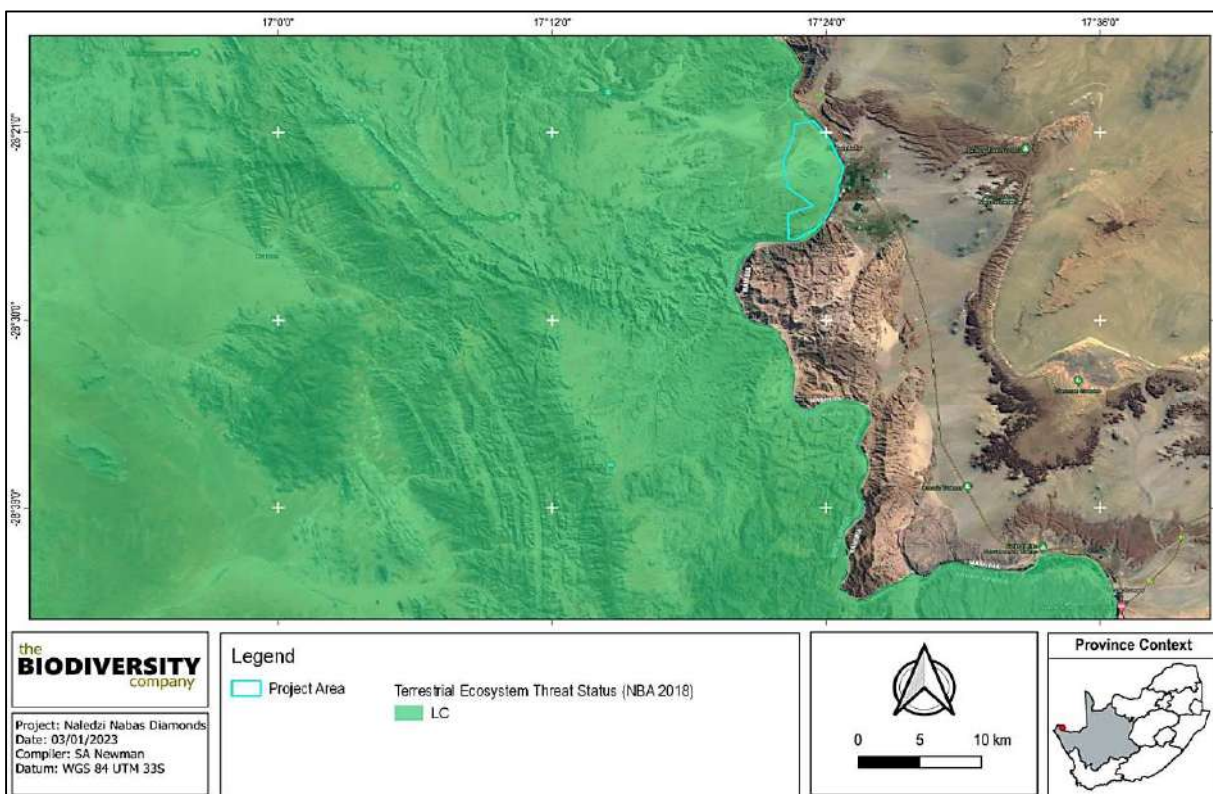 17°0'0" 17°12'0" 17°24'0" 17°36'0"
-28°21'0"
-28°30'0"
-28°39'0"
the
BIODIVERSITY
company
Project: Naledzi Nabas Diamonds
Date: 03/01/2023
Compiler: SA Newman
Datum: WGS 84 UTM 33S
Legend
Project Area
Terrestrial Ecosystem Threat Status (NBA 2018)
LC
0 5 10 km
Province Context